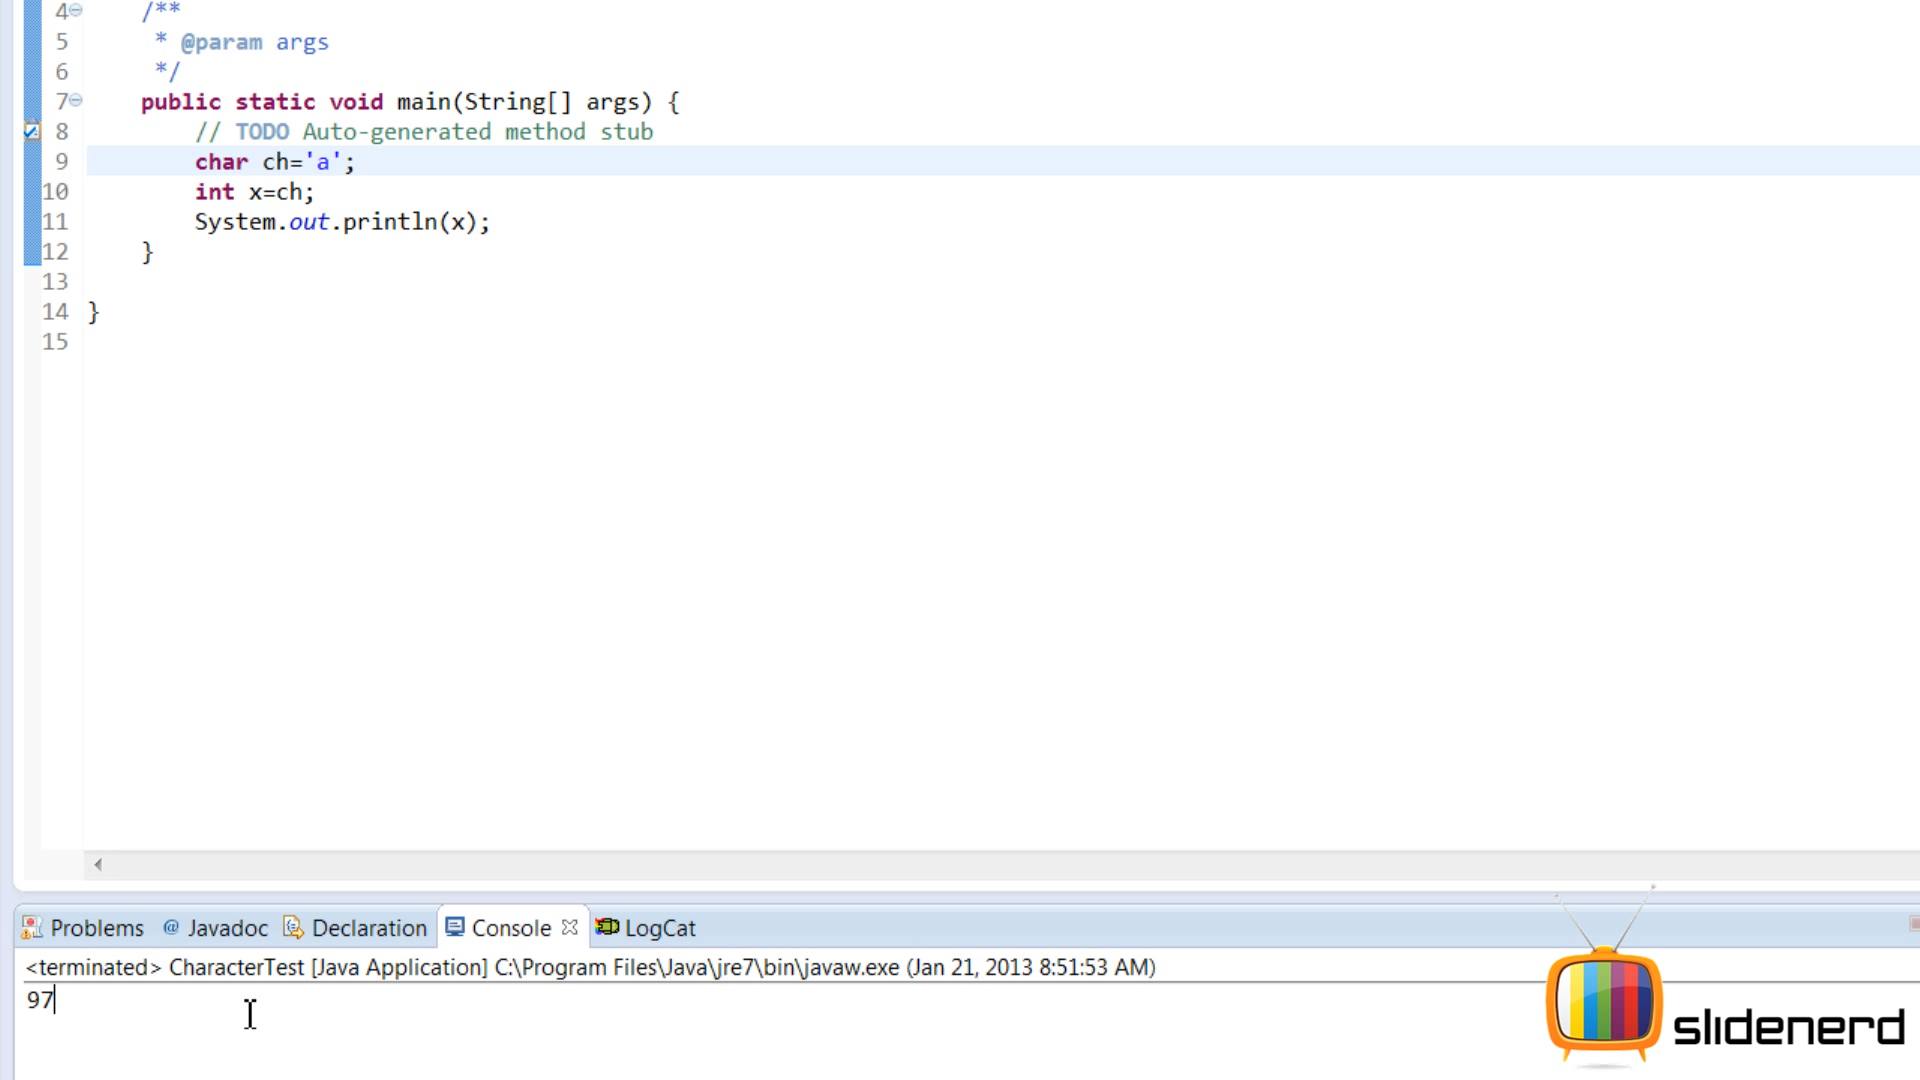 4 /**
5 * @param args
6 */
7 public static void main(String[] args) {
8 // TODO Auto-generated method stub
9 char ch='a';
10 int x=ch;
11 System.out.println(x);
12 }
13
14 }
15
Problems @ Javadoc Declaration Console LogCat
<terminated> CharacterTest [Java Application] C:\Program Files\Java\jre7\bin\javaw.exe (Jan 21, 2013 8:51:53 AM)
97
slidenerd